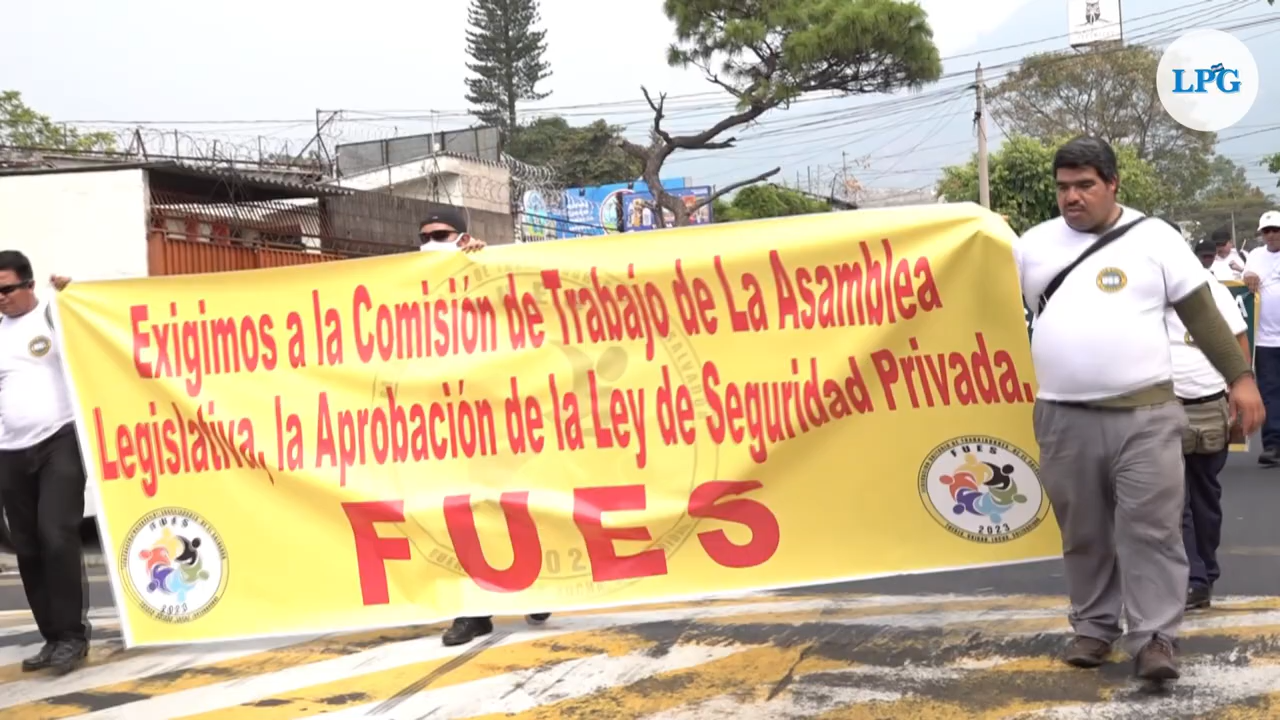 LPG
Exigimos a la Comisión de Trabajo de La Asamblea
Legislativa, la Aprobación de la Ley de Seguridad Privada.
FUES
FUES
2023
FUES
2023